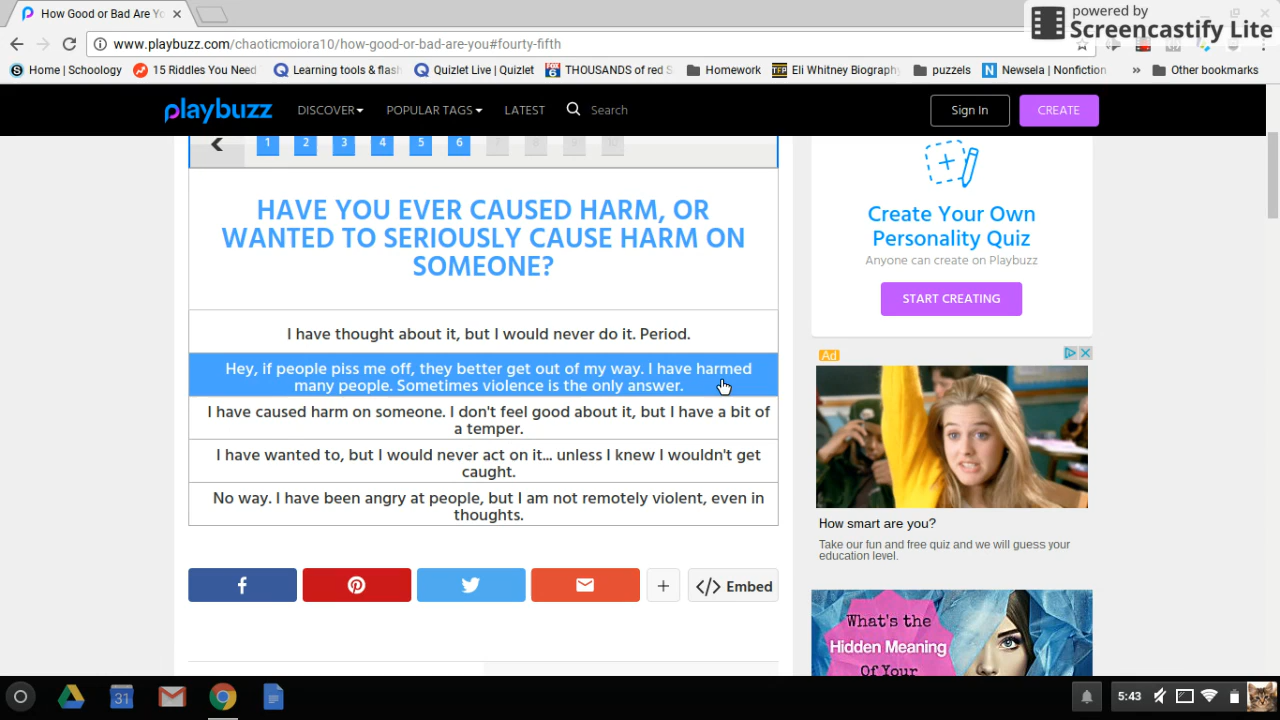 How Good or Bad Are Yo
powered by
Screencastify Lite
www.playbuzz.com/chaoticmoiora10/how-good-or-bad-are-you#fourty-fifth
Home | Schoology
15 Riddles You Need
Learning tools & flash
Quizlet Live | Quizlet
THOUSANDS of red S
Homework
Eli Whitney Biography
puzzels
Newsela | Nonfiction
»
Other bookmarks
playbuzz
DISCOVER
POPULAR TAGS
LATEST
Search
Sign In
CREATE
1 2 3 4 5 6
HAVE YOU EVER CAUSED HARM, OR
WANTED TO SERIOUSLY CAUSE HARM ON
SOMEONE?
I have thought about it, but I would never do it. Period.
Hey, if people piss me off, they better get out of my way. I have harmed
many people. Sometimes violence is the only answer.
I have caused harm on someone. I don't feel good about it, but I have a bit of
a temper.
I have wanted to, but I would never act on it... unless I knew I wouldn't get
caught.
No way. I have been angry at people, but I am not remotely violent, even in
thoughts.
+
</> Embed
Create Your Own
Personality Quiz
Anyone can create on Playbuzz
START CREATING
Ad
How smart are you?
Take our fun and free quiz and we will guess your
education level.
What's the
Hidden Meaning
Of Your
31
5:43